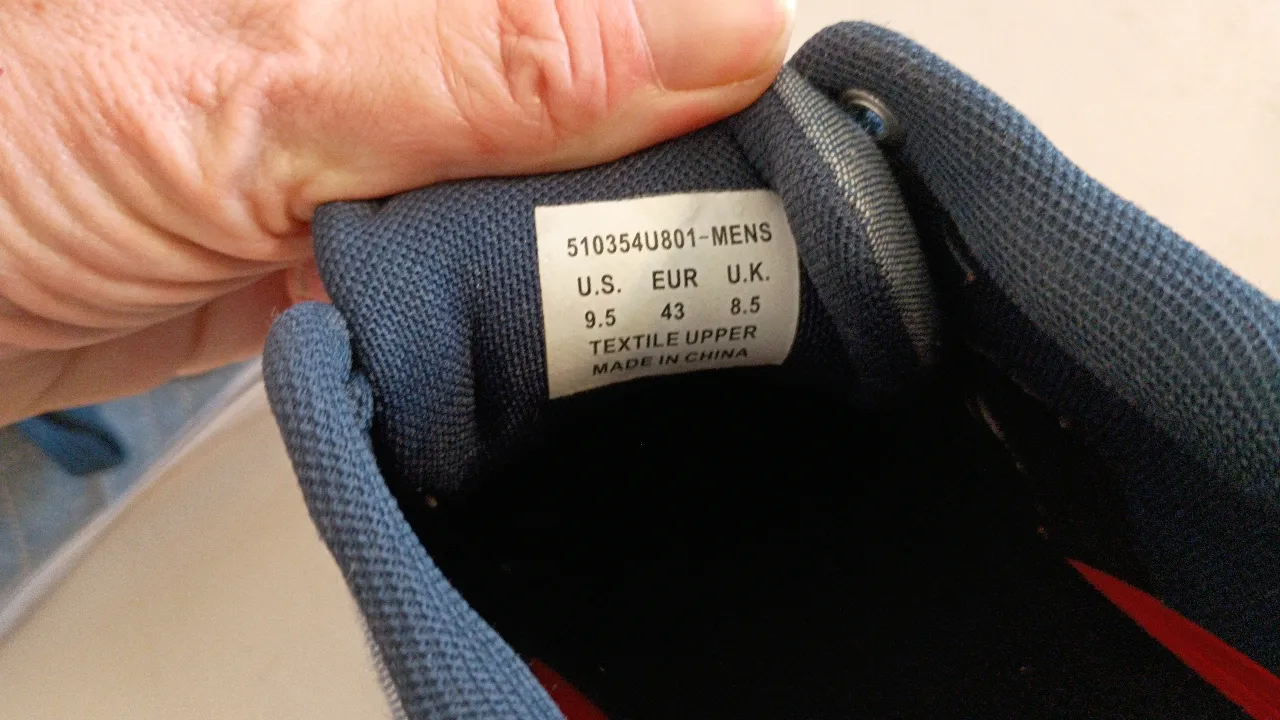 510354U801-MENS
U.S. EUR U.K.
9.5 43 8.5
TEXTILE UPPER
MADE IN CHINA